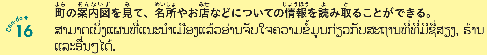 Can-do
16
町の案内図を見て、名所やお店などについての情報を読み取ることができる。
ສາມາດເບິ່ງແຜນທີ່ແນະນຳເມືອງແລ້ວອ່ານຈັບໃຈຄວາມຂໍ້ມູນກ່ຽວກັບສະຖານທີ່ທີ່ມີຊື່ສຽງ, ຮ້ານ
ແລະອື່ນໆໄດ້.